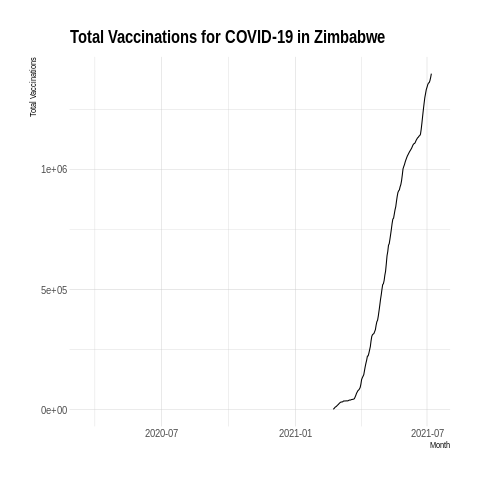 Total Vaccinations for COVID-19 in Zimbabwe
Total Vaccinations
1e+06
5e+05
0e+00
2020-07 2021-01 2021-07
Month